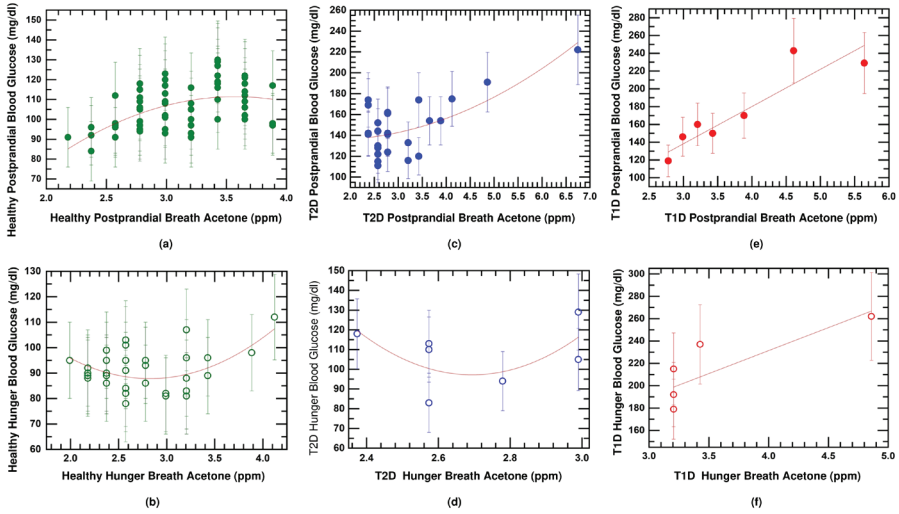 Healthy Postprandial Blood Glucose (mg/dl)
150
140
130
120
110
100
90
80
70
2.0 2.5 3.0 3.5 4.0
Healthy Postprandial Breath Acetone (ppm)
(a)
T2D Postprandial Blood Glucose (mg/dl)
260
240
220
200
180
160
140
120
100
2.0 2.5 3.0 3.5 4.0 4.5 5.0 5.5 6.0 6.5 7.0
T2D Postprandial Breath Acetone (ppm)
(c)
T1D Postprandial Blood Glucose (mg/dl)
280
260
240
220
200
180
160
140
120
100
2.5 3.0 3.5 4.0 4.5 5.0 5.5 6.0
T1D Postprandial Breath Acetone (ppm)
(e)
Healthy Hunger Blood Glucose (mg/dl)
130
120
110
100
90
80
70
60
2.0 2.5 3.0 3.5 4.0
Healthy Hunger Breath Acetone (ppm)
(b)
T2D Hunger Blood Glucose (mg/dl)
150
140
130
120
110
100
90
80
70
60
2.4 2.6 2.8 3.0
T2D Hunger Breath Acetone (ppm)
(d)
T1D Hunger Blood Glucose (mg/dl)
300
280
260
240
220
200
180
160
140
3.0 3.5 4.0 4.5 5.0
T1D Hunger Breath Acetone (ppm)
(f)